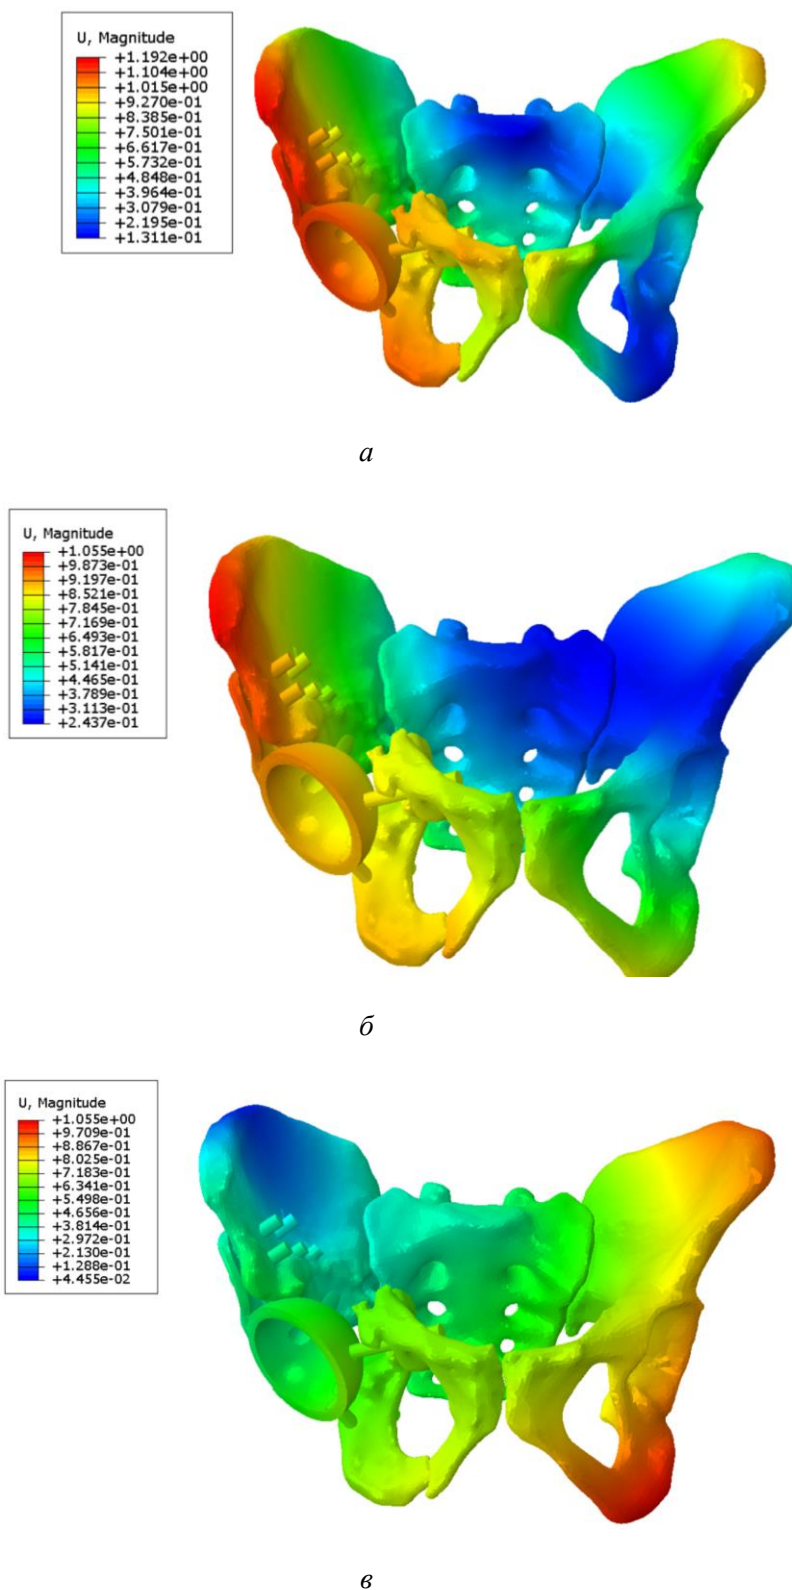 U, Magnitude
+1.192e+00
+1.104e+00
+1.015e+00
+9.270e-01
+8.385e-01
+7.501e-01
+6.617e-01
+5.732e-01
+4.848e-01
+3.964e-01
+3.079e-01
+2.195e-01
+1.311e-01
а
U, Magnitude
+1.055e+00
+9.873e-01
+9.197e-01
+8.521e-01
+7.845e-01
+7.169e-01
+6.493e-01
+5.817e-01
+5.141e-01
+4.465e-01
+3.789e-01
+3.113e-01
+2.437e-01
б
U, Magnitude
+1.055e+00
+9.709e-01
+8.867e-01
+8.025e-01
+7.183e-01
+6.341e-01
+5.498e-01
+4.656e-01
+3.814e-01
+2.972e-01
+2.130e-01
+1.288e-01
+4.455e-02
в